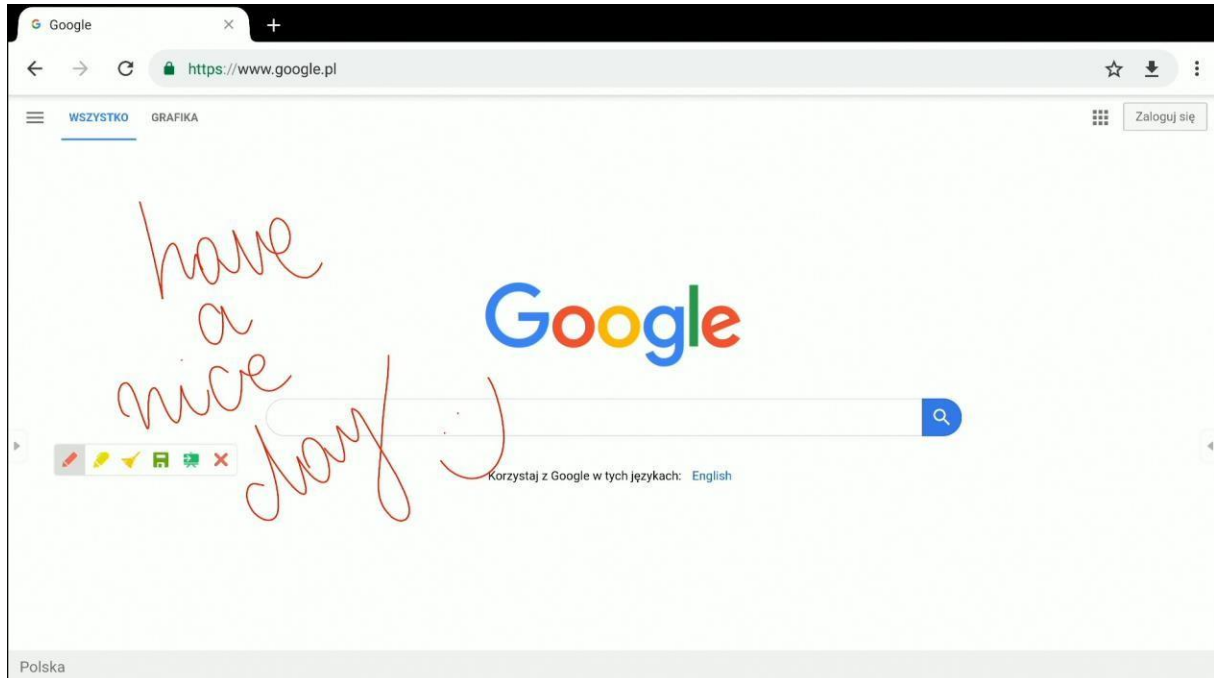 Google
https://www.google.pl
WSZYSTKO GRAFIKA Zaloguj się
have
a
nice
day :)
Google
Korzystaj z Google w tych językach: English
Polska